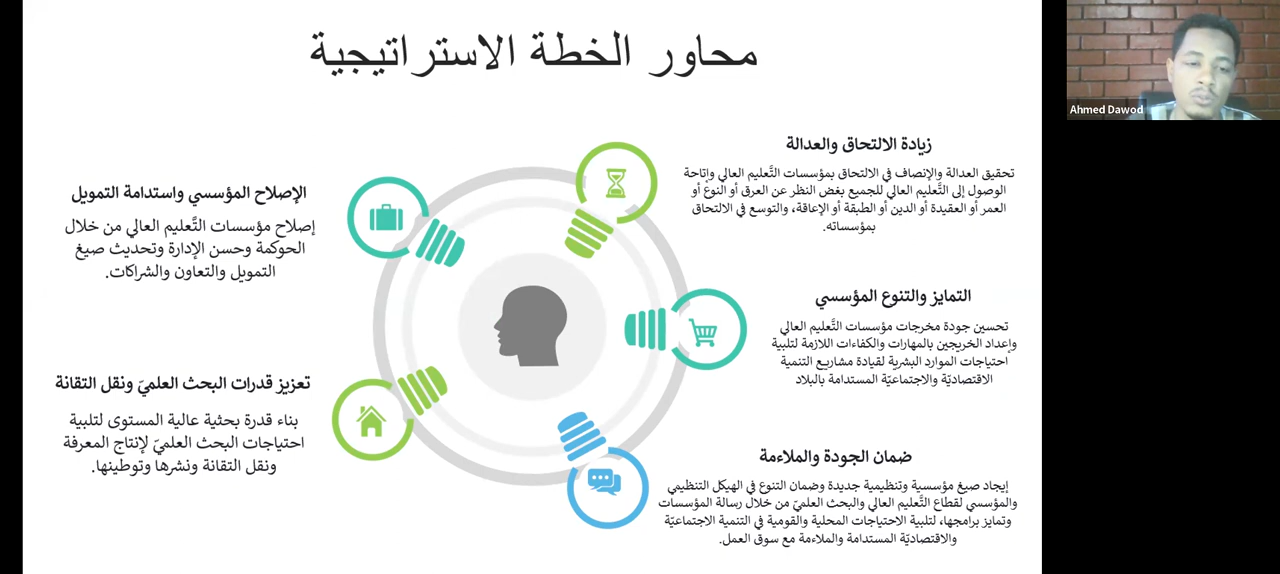 محاور الخطة الاستراتيجية
زيادة الالتحاق والعدالة
تحقيق العدالة والإنصاف في الالتحاق بمؤسسات التَّعليم العالي وإتاحة
الوصول إلى التَّعليم العالي للجميع بغض النظر عن العرق أو النوع أو
العمر أو العقيدة أو الدين أو الطبقة أو الإعاقة، والتوسع في الالتحاق
بمؤسساته.
التمايز والتنوع المؤسسي
تحسين جودة مخرجات مؤسسات التَّعليم العالي
وإعداد الخريجين بالمهارات والكفاءات اللازمة لتلبية
احتياجات الموارد البشرية لقيادة مشاريع التنمية
الاقتصاديّة والاجتماعيّة المستدامة بالبلاد
ضمان الجودة والملاءمة
إيجاد صيغ مؤسسية وتنظيمية جديدة وضمان التنوع في الهيكل التنظيمي
والمؤسسي لقطاع التَّعليم العالي والبحث العلميّ من خلال رسالة المؤسسات
وتمايز برامجها، لتلبية الاحتياجات المحلية والقومية في التنمية الاجتماعيّة
والاقتصاديّة المستدامة والملاءمة مع سوق العمل.
الإصلاح المؤسسي واستدامة التمويل
إصلاح مؤسسات التَّعليم العالي من خلال
الحوكمة وحسن الإدارة وتحديث صيغ
التمويل والتعاون والشراكات.
تعزيز قدرات البحث العلميّ ونقل التقانة
بناء قدرة بحثية عالية المستوى لتلبية
احتياجات البحث العلميّ لإنتاج المعرفة
ونقل التقانة ونشرها وتوطينها.
Ahmed Dawod